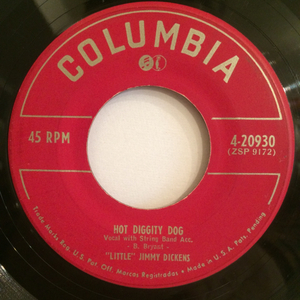 COLUMBIA
45 RPM
4-20930
(ZSP 9172)
HOT DIGGITY DOG
Vocal with String Band Acc.
- B. Bryant -
"LITTLE" JIMMY DICKENS
Trade Marks Reg. U.S. Pat. Off. Marcas Registradas • Made in U.S.A. Pats. Pending